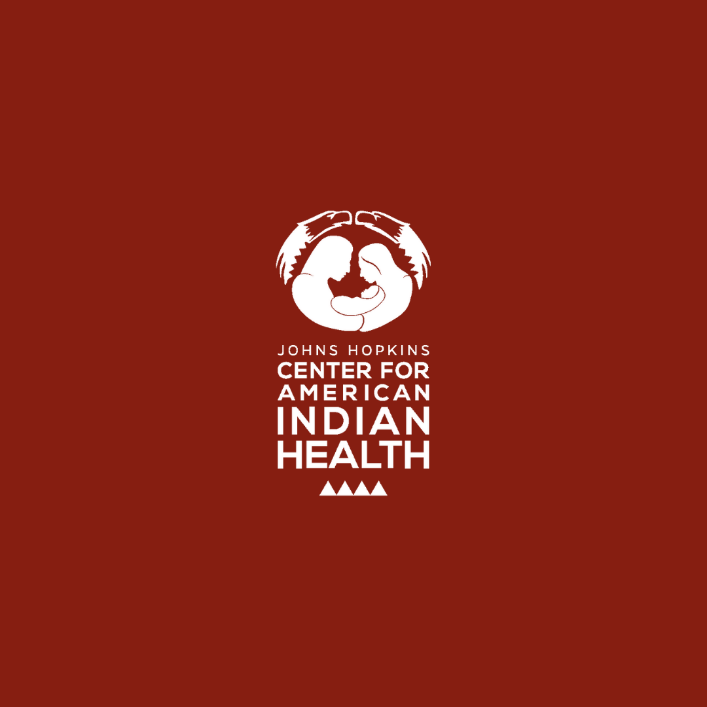 JOHNS HOPKINS
CENTER FOR
AMERICAN
INDIAN
HEALTH